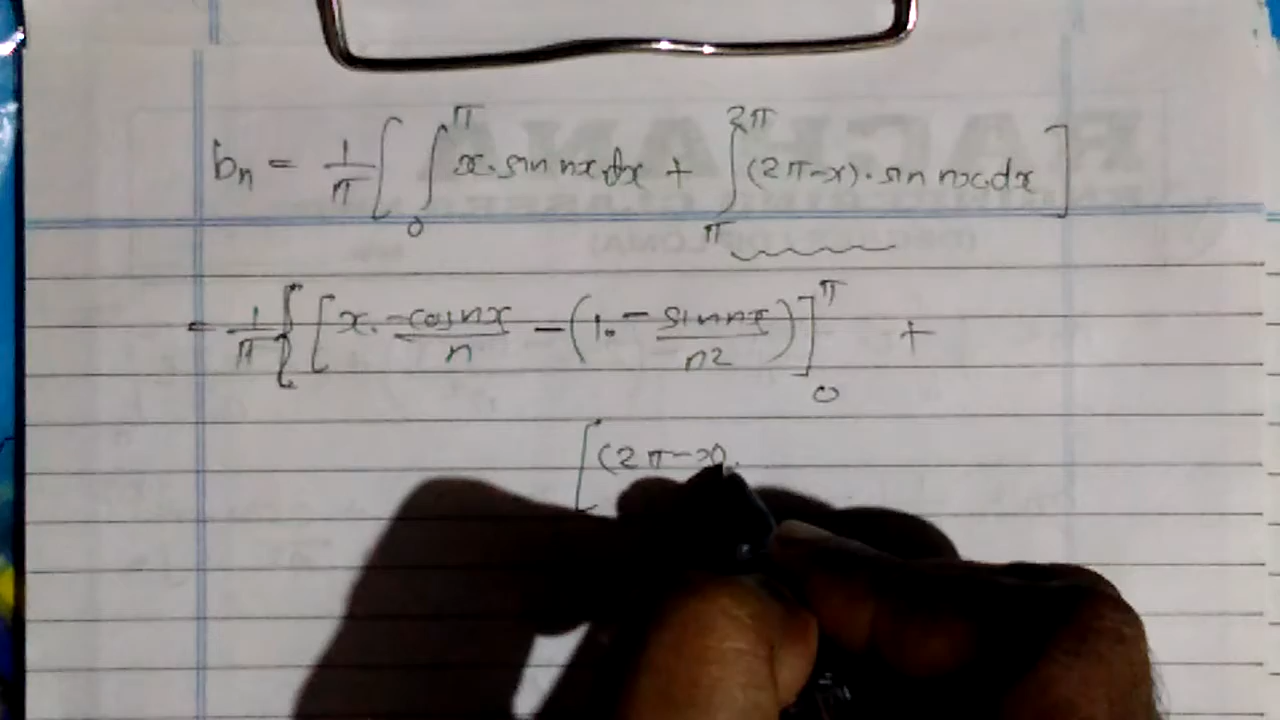 bn = 1/π [ ∫₀^π x·sin nx dx + ∫_π^2π (2π-x)·sin nx dx ]
= 1/π { [ x· -cos nx/n - (1· - sin nx/n2) ]₀^π +
[ (2π-x)·